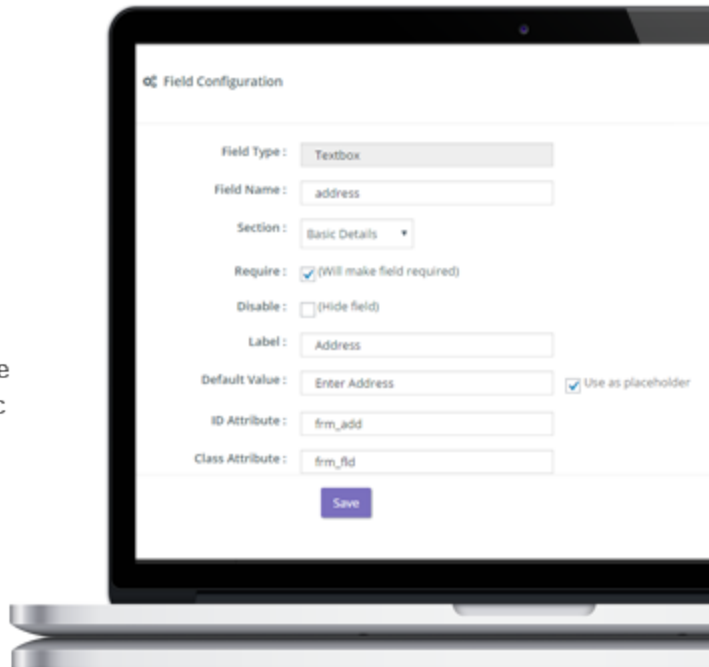 Field Configuration
Field Type : Textbox
Field Name : address
Section : Basic Details
Require : (Will make field required)
Disable : (Hide field)
Label : Address
e
Default Value : Enter Address Use as placeholder
c
ID Attribute : frm_add
Class Attribute : frm_fld
Save